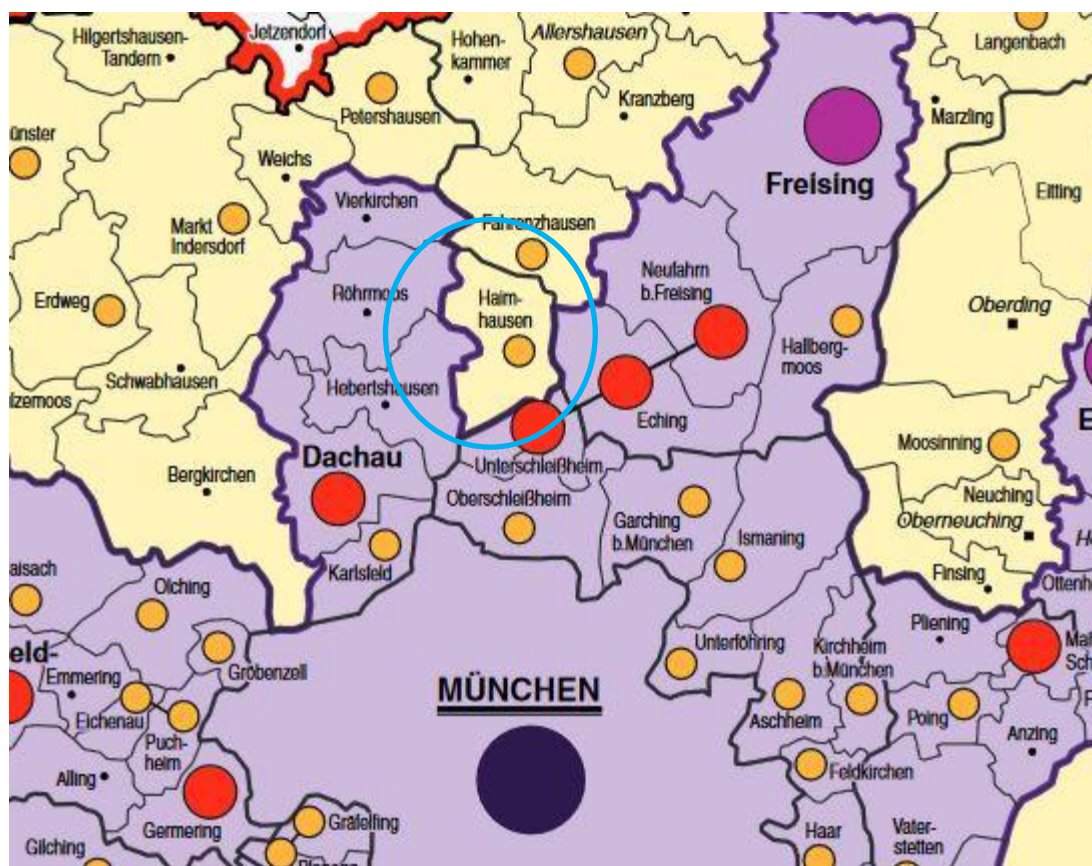 Jetzendorf
Hilgertshausen-
Tandern
Hohen-
kammer
Allershausen
Langenbach
Petershausen
Kranzberg
Marzling
Weichs
Freising
Vierkirchen
Eitting
Markt
Indersdorf
Fahrenzhausen
Neufahrn
b.Freising
Erdweg
Röhrmoos
Haim-
hausen
Oberding
Hallberg-
moos
Schwabhausen
Hebertshausen
Eching
Moosinning
Dachau
Unterschleißheim
Bergkirchen
Oberschleißheim
Neuching
Garching
b.München
Oberneuching
Ismaning
Karlsfeld
Finsing
Olching
Pliening
Unterföhring
Kirchheim
b.München
Gröbenzell
Emmering
MÜNCHEN
Eichenau
Aschheim
Poing
Puch-
heim
Anzing
Alling
Feldkirchen
Germering
Gräfelfing
Haar
Vater-
stetten
Gilching